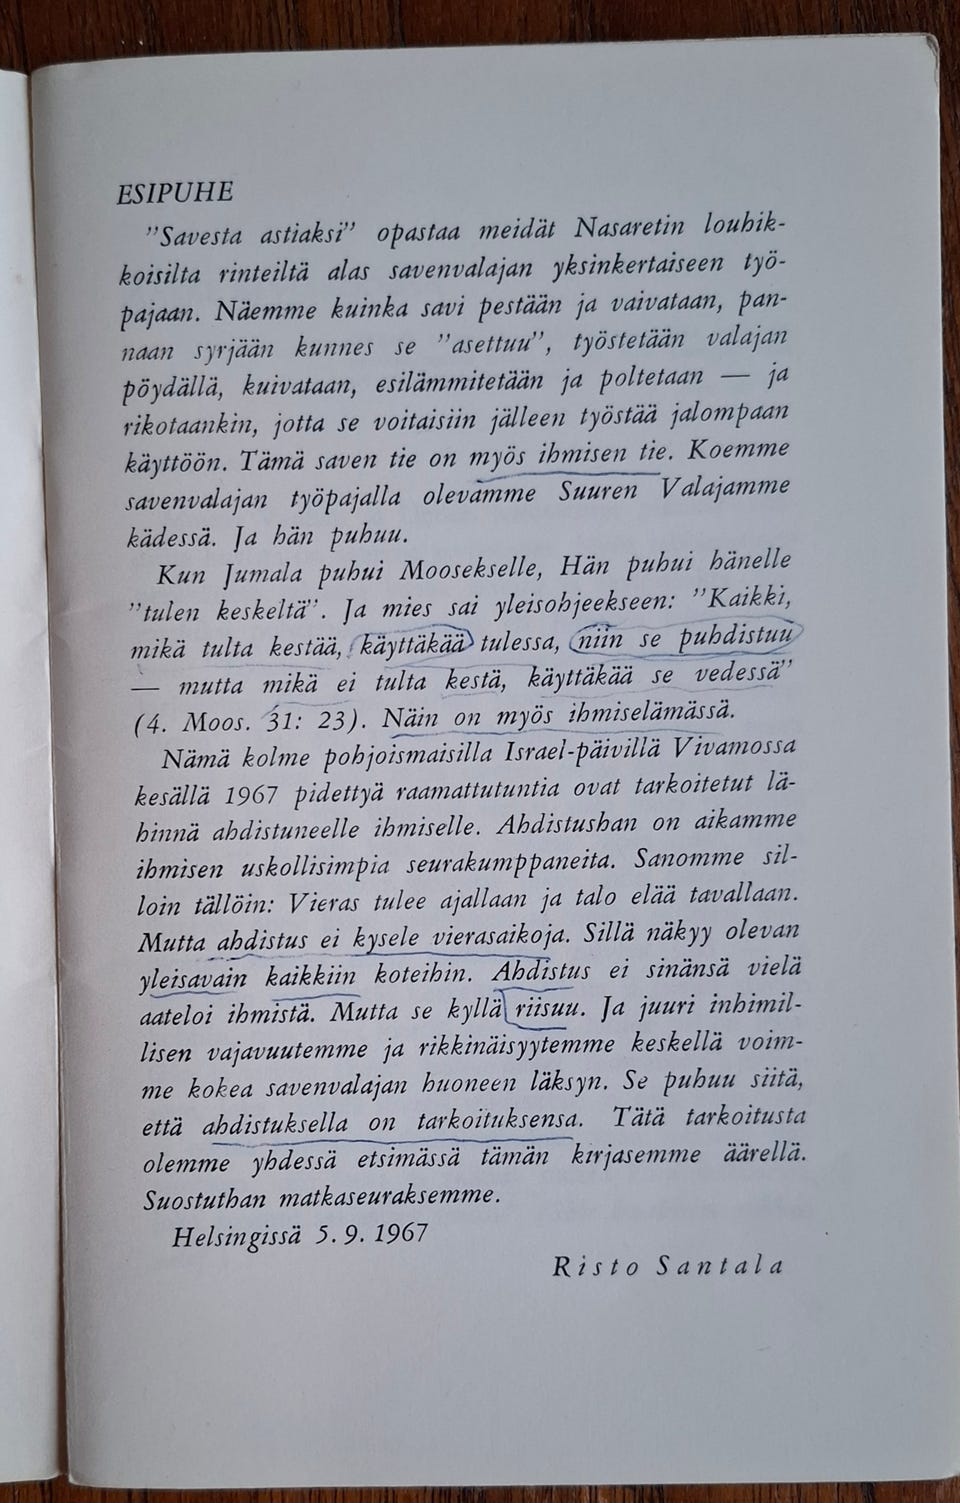 ESIPUHE
"Savesta astiaksi" opastaa meidät Nasaretin louhik-
koisilta rinteiltä alas savenvalajan yksinkertaiseen työ-
pajaan. Näemme kuinka savi pestään ja vaivataan, pan-
naan syrjään kunnes se "asettuu", työstetään valajan
pöydällä, kuivataan, esilämmitetään ja poltetaan — ja
rikotaankin, jotta se voitaisiin jälleen työstää jalompaan
käyttöön. Tämä saven tie on myös ihmisen tie. Koemme
savenvalajan työpajalla olevamme Suuren Valajamme
kädessä. Ja hän puhuu.
Kun Jumala puhui Moosekselle, Hän puhui hänelle
"tulen keskeltä". Ja mies sai yleisohjeekseen: "Kaikki,
mikä tulta kestää, käyttäkää tulessa, niin se puhdistuu
— mutta mikä ei tulta kestä, käyttäkää se vedessä"
(4. Moos. 31: 23). Näin on myös ihmiselämässä.
Nämä kolme pohjoismaisilla Israel-päivillä Vivamossa
kesällä 1967 pidettyä raamattutuntia ovat tarkoitetut lä-
hinnä ahdistuneelle ihmiselle. Ahdistushan on aikamme
ihmisen uskollisimpia seurakumppaneita. Sanomme sil-
loin tällöin: Vieras tulee ajallaan ja talo elää tavallaan.
Mutta ahdistus ei kysele vierasaikoja. Sillä näkyy olevan
yleisavain kaikkiin koteihin. Ahdistus ei sinänsä vielä
aateloi ihmistä. Mutta se kyllä riisuu. Ja juuri inhimil-
lisen vajavuutemme ja rikkinäisyytemme keskellä voim-
me kokea savenvalajan huoneen läksyn. Se puhuu siitä,
että ahdistuksella on tarkoituksensa. Tätä tarkoitusta
olemme yhdessä etsimässä tämän kirjasemme äärellä.
Suostuthan matkaseuraksemme.
Helsingissä 5. 9. 1967
Risto Santala